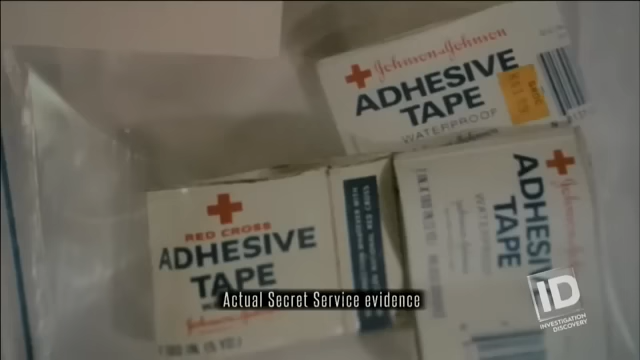 Johnson & Johnson
ADHESIVE
TAPE
WATERPROOF
RED CROSS
ADHESIVE
TAPE
Johnson & Johnson
ADHESIVE
TAPE
Actual Secret Service evidence
ID
INVESTIGATION
DISCOVERY